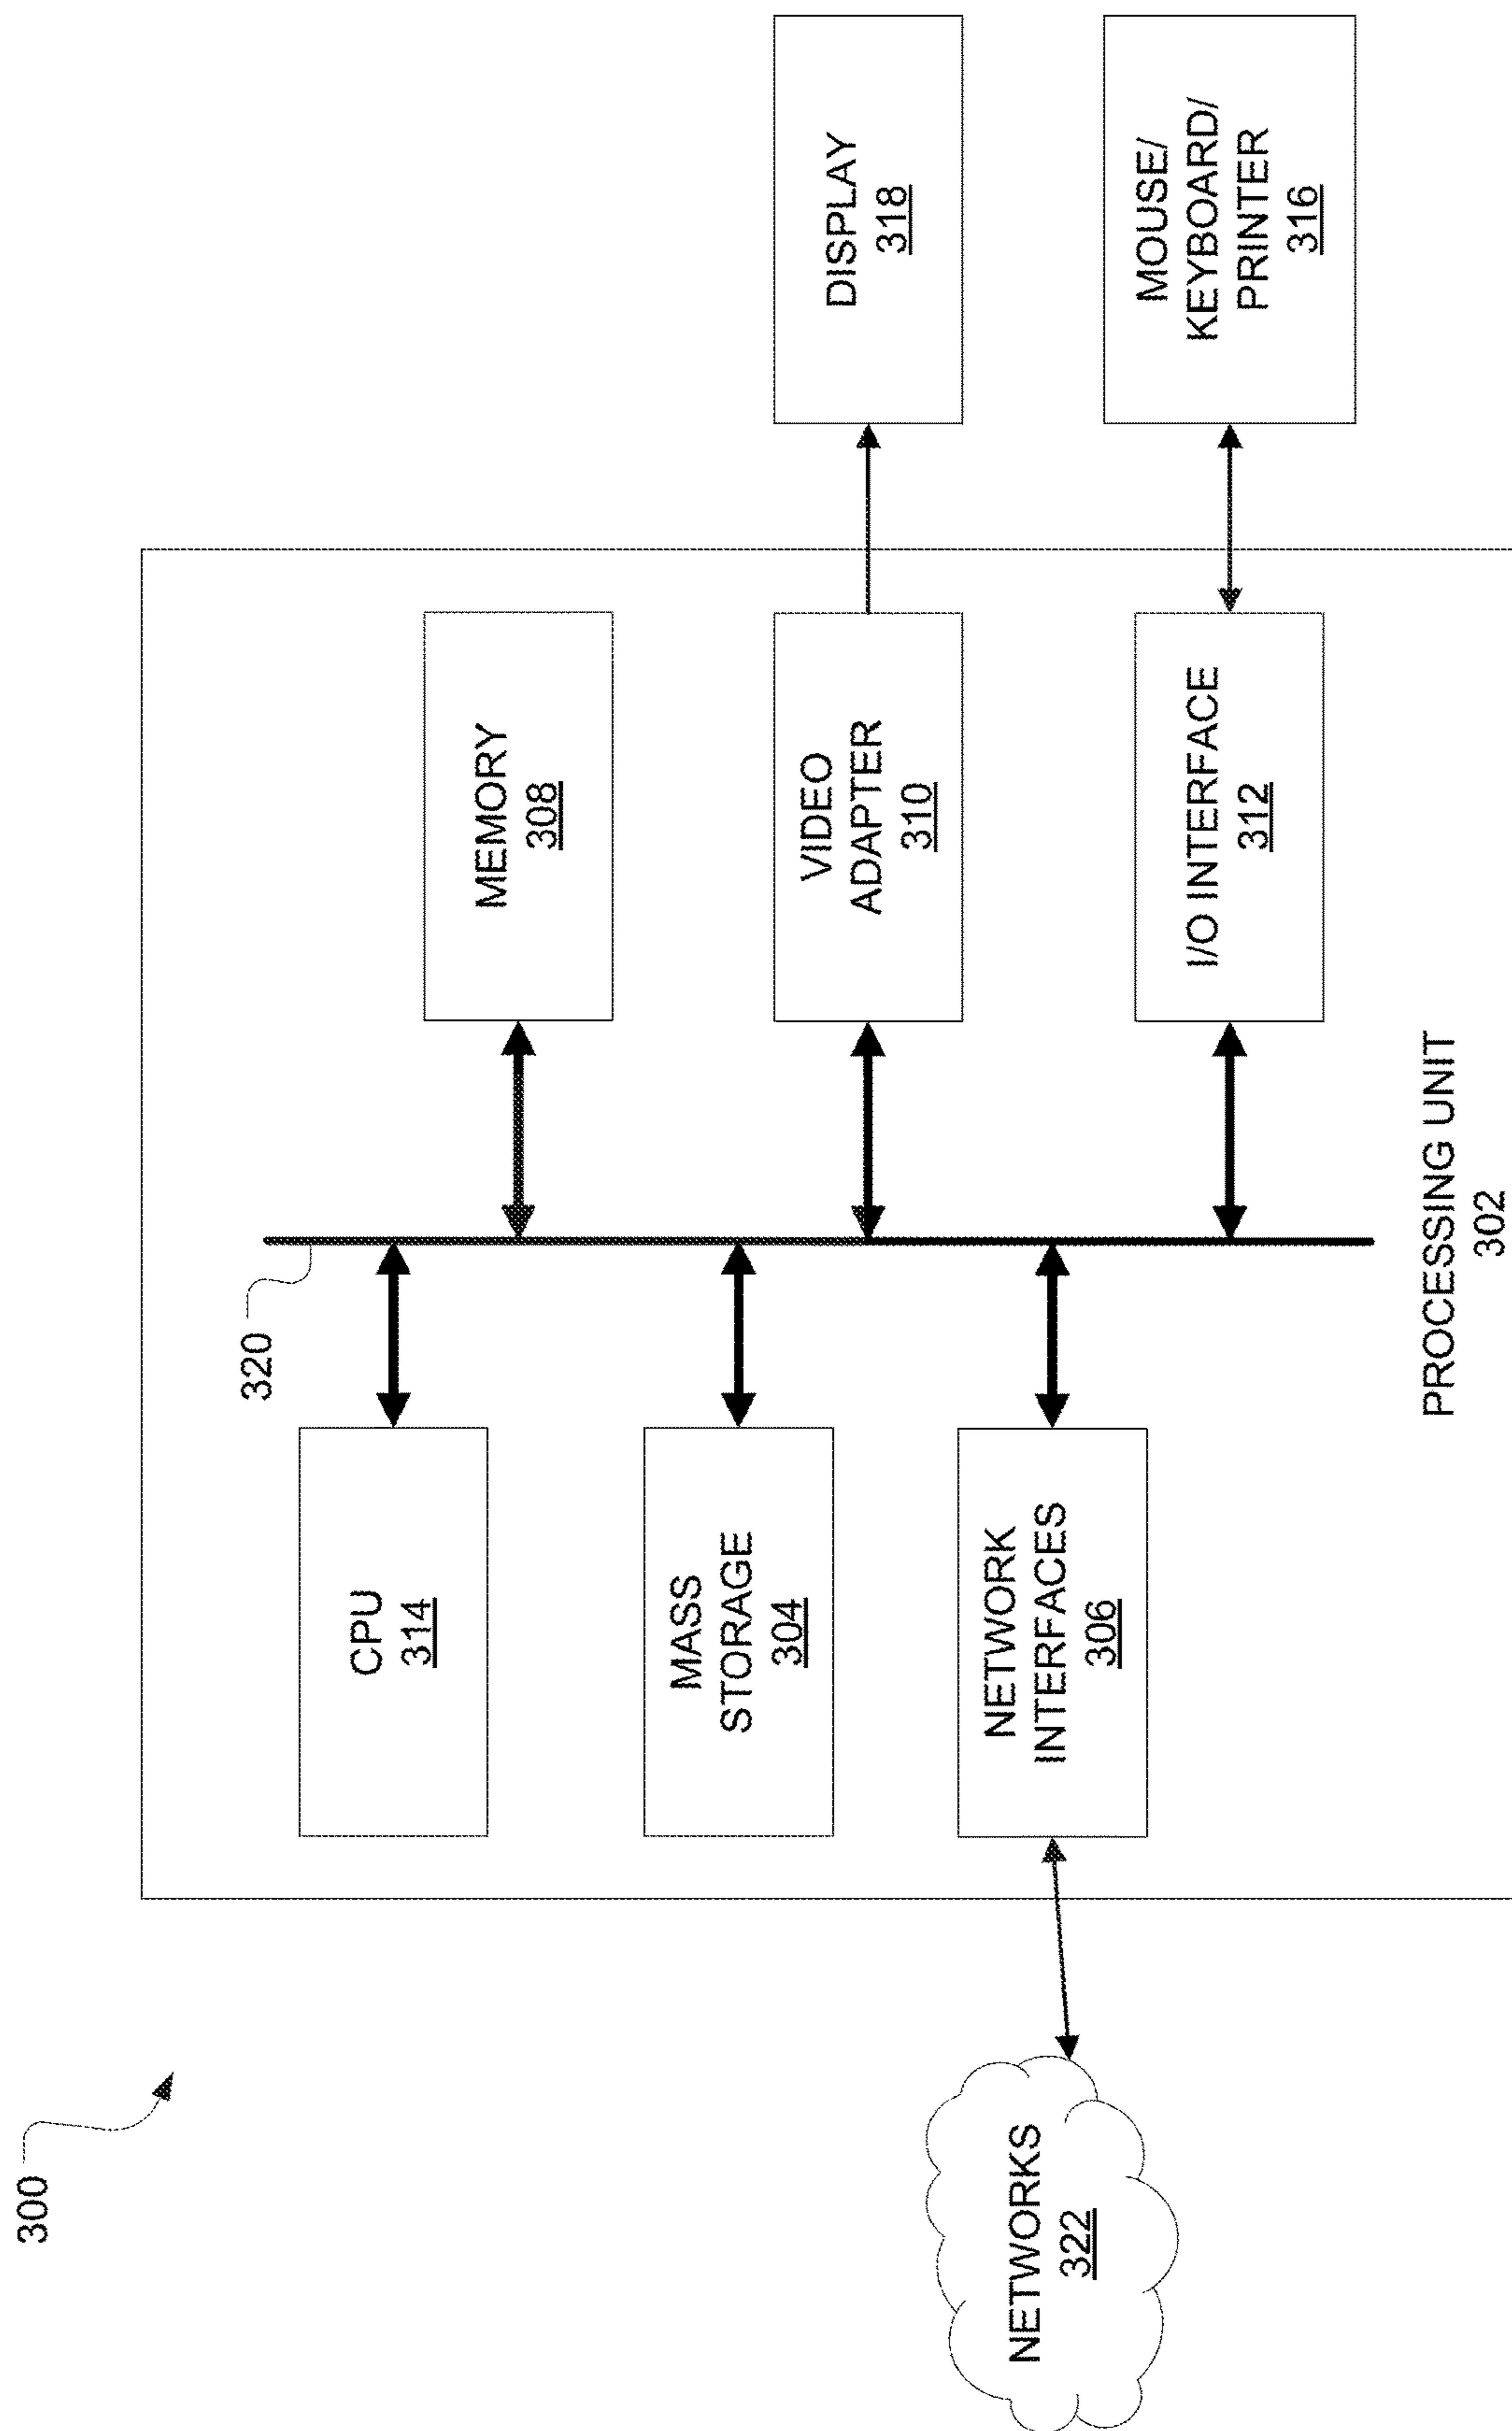 300
320
CPU
314
MEMORY
308
MASS
STORAGE
304
VIDEO
ADAPTER
310
DISPLAY
318
NETWORKS
322
NETWORK
INTERFACES
306
I/O INTERFACE
312
MOUSE/
KEYBOARD/
PRINTER
316
PROCESSING UNIT
302